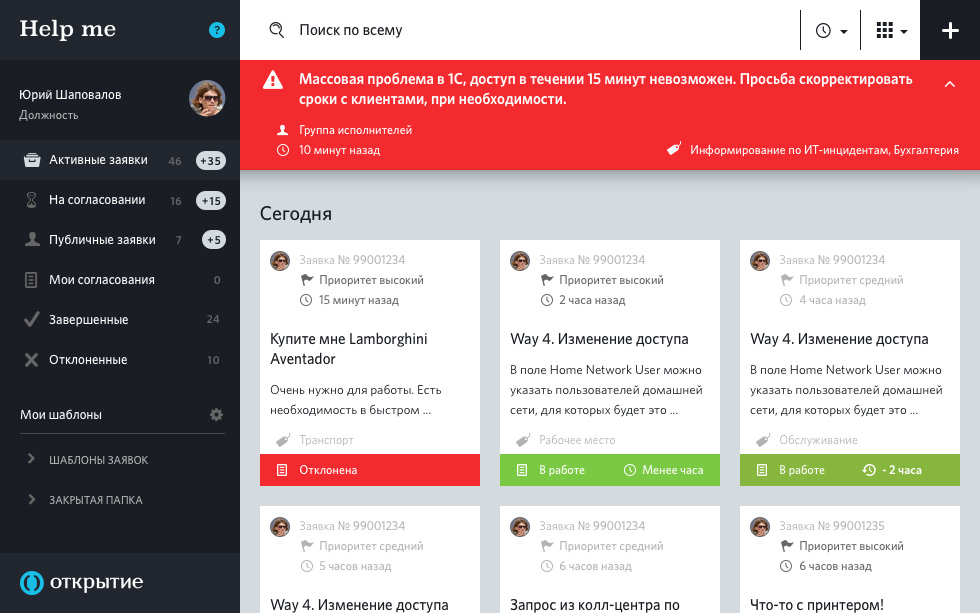 Help me
?
Поиск по всему
Юрий Шаповалов
Должность
Активные заявки 46 +35
На согласовании 16 +15
Публичные заявки 7 +5
Мои согласования 0
Завершенные 24
Отклоненные 10
Мои шаблоны
ШАБЛОНЫ ЗАЯВОК
ЗАКРЫТАЯ ПАПКА
открытие
Массовая проблема в 1С, доступ в течении 15 минут невозможен. Просьба скорректировать
сроки с клиентами, при необходимости.
Группа исполнителей
10 минут назад
Информирование по ИТ-инцидентам, Бухгалтерия
Сегодня
Заявка № 99001234
Приоритет высокий
15 минут назад
Купите мне Lamborghini
Aventador
Очень нужно для работы. Есть
необходимость в быстром ...
Транспорт
Отклонена
Заявка № 99001234
Приоритет высокий
2 часа назад
Way 4. Изменение доступа
В поле Home Network User можно
указать пользователей домашней
сети, для которых будет это ...
Рабочее место
В работе Менее часа
Заявка № 99001234
Приоритет средний
4 часа назад
Way 4. Изменение доступа
В поле Home Network User можно
указать пользователей домашней
сети, для которых будет это ...
Обслуживание
В работе - 2 часа
Заявка № 99001234
Приоритет средний
5 часов назад
Way 4. Изменение доступа
Заявка № 99001234
Приоритет средний
6 часов назад
Запрос из колл-центра по
Заявка № 99001235
Приоритет высокий
6 часов назад
Что-то с принтером!